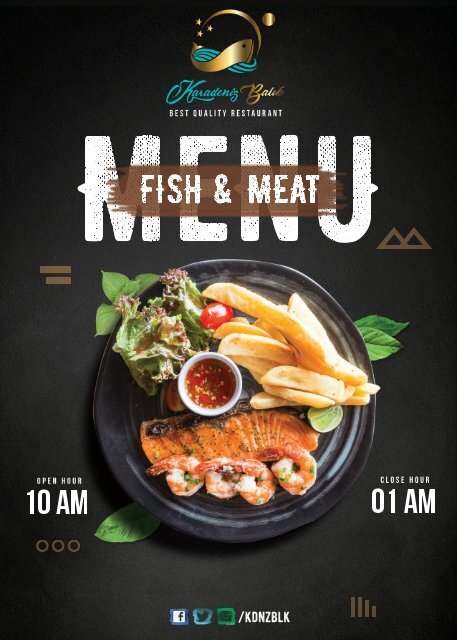 Karadeniz Balık
BEST QUALITY RESTAURANT
MENU
FISH & MEAT
OPEN HOUR
10 AM
CLOSE HOUR
01 AM
/KDNZBLK